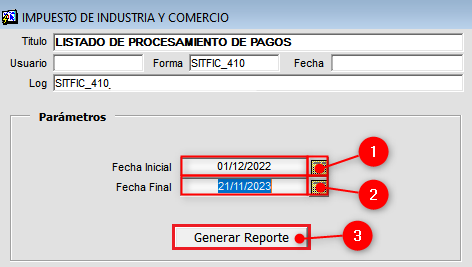 IMPUESTO DE INDUSTRIA Y COMERCIO
Titulo LISTADO DE PROCESAMIENTO DE PAGOS
Usuario Forma SITFIC_410 Fecha
Log SITFIC_410_
Parámetros
Fecha Inicial 01/12/2022 1
Fecha Final 21/11/2023 2
Generar Reporte 3